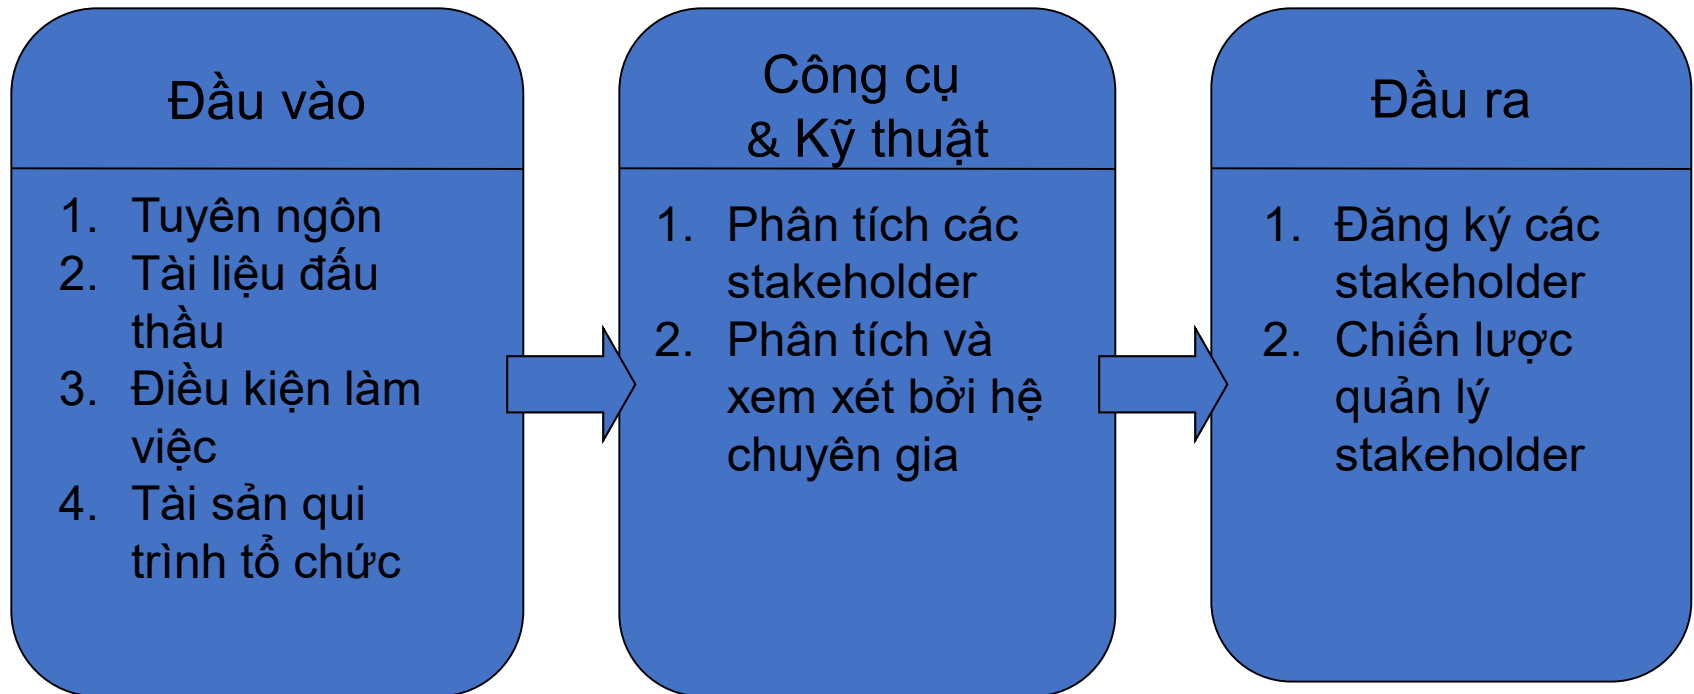 Đầu vào
1. Tuyên ngôn
2. Tài liệu đấu
thầu
3. Điều kiện làm
việc
4. Tài sản qui
trình tổ chức
Công cụ
& Kỹ thuật
1. Phân tích các
stakeholder
2. Phân tích và
xem xét bởi hệ
chuyên gia
Đầu ra
1. Đăng ký các
stakeholder
2. Chiến lược
quản lý
stakeholder